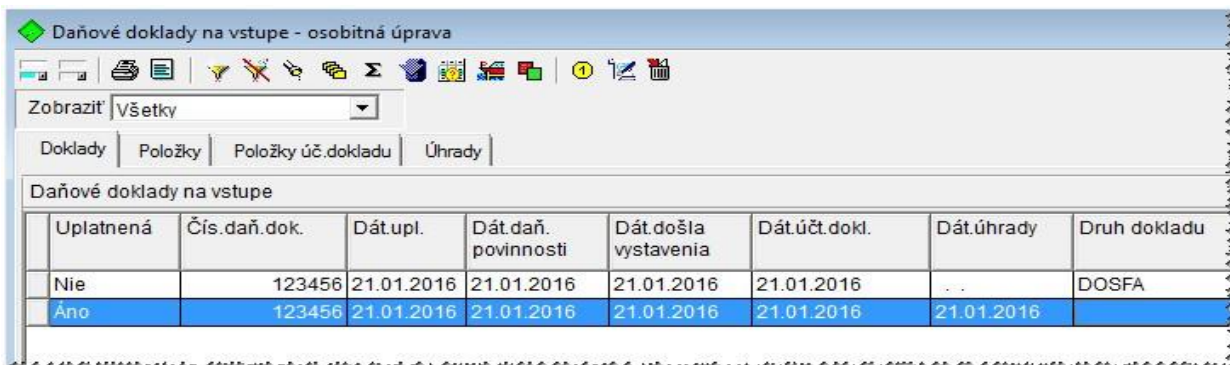 Daňové doklady na vstupe - osobitná úprava
Zobraziť Všetky
Doklady Položky Položky úč.dokladu Úhrady
Daňové doklady na vstupe
Uplatnená Čís.daň.dok. Dát.upl. Dát.daň. povinnosti Dát.došla vystavenia Dát.účt.dokl. Dát.úhrady Druh dokladu
Nie 123456 21.01.2016 21.01.2016 21.01.2016 21.01.2016 . . DOSFA
Áno 123456 21.01.2016 21.01.2016 21.01.2016 21.01.2016 21.01.2016